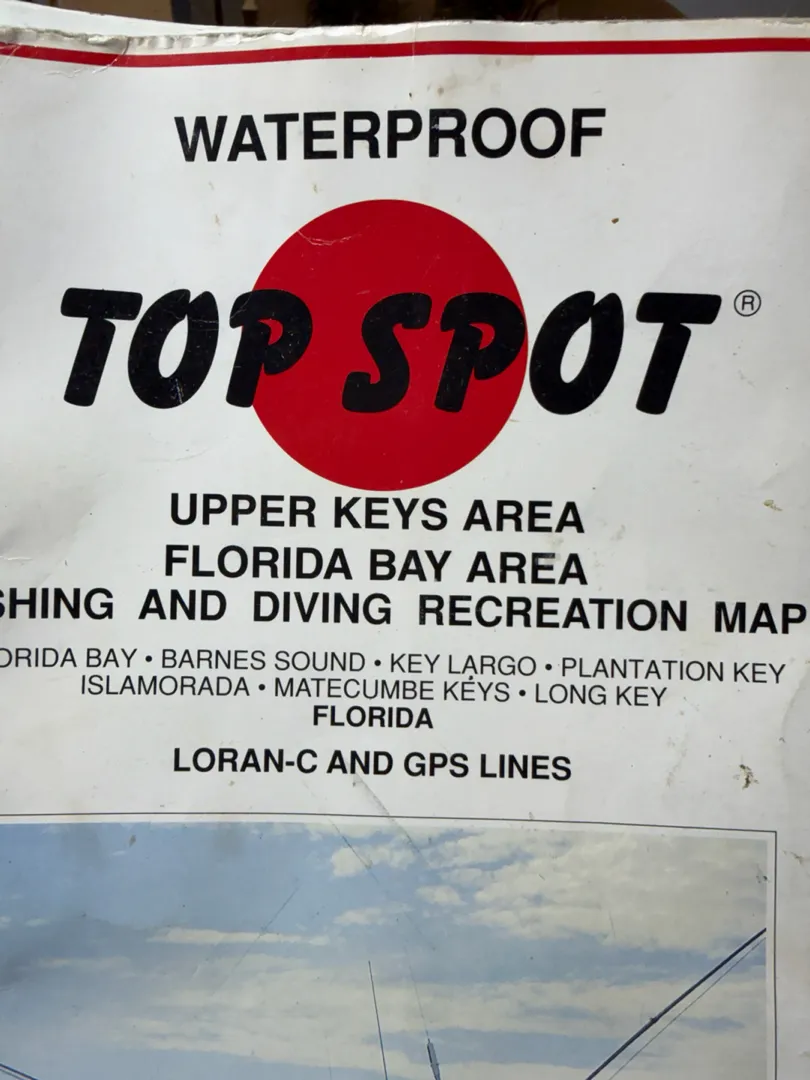 WATERPROOF
TOP SPOT®
UPPER KEYS AREA
FLORIDA BAY AREA
SHING AND DIVING RECREATION MAP
ORIDA BAY • BARNES SOUND • KEY LARGO • PLANTATION KEY
ISLAMORADA • MATECUMBE KEYS • LONG KEY
FLORIDA
LORAN-C AND GPS LINES